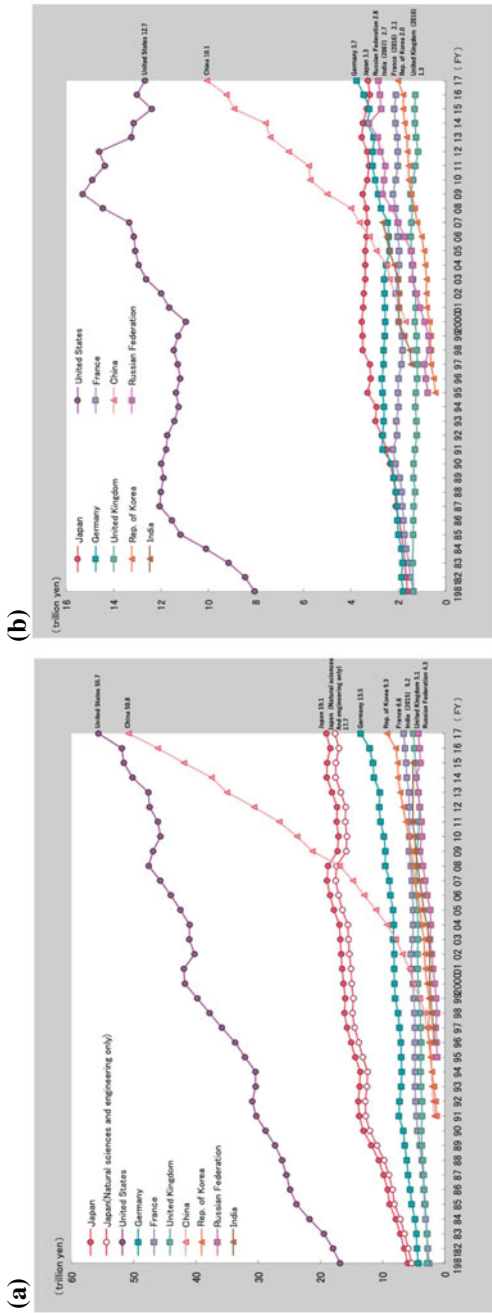 (a)
(trillion yen)
60
50
40
30
20
10
0
Japan
Japan(Natural sciences and engineering only)
United States
Germany
France
United Kingdom
China
Rep. of Korea
Russian Federation
India
United States 55.7
China 50.8
Japan 19.1
Japan (Natural sciences
And engineering only)
17.7
Germany 13.5
Rep. of Korea 9.3
France 6.6
India (2015) 5.2
United Kingdom 5.1
Russian Federation 4.3
1981 82 83 84 85 86 87 88 89 90 91 92 93 94 95 96 97 98 99 2000 01 02 03 04 05 06 07 08 09 10 11 12 13 14 15 16 17 (FY)
(b)
(trillion yen)
16
14
12
10
8
6
4
2
0
Japan
Germany
United Kingdom
Rep. of Korea
India
United States
France
China
Russian Federation
United States 12.7
China 10.1
Germany 3.7
Japan
Russian Federation 2.8
India (2007) 2.7
France (2016) 2.1
Rep. of Korea 2.0
United Kingdom (2016)
1.3
1981 82 83 84 85 86 87 88 89 90 91 92 93 94 95 96 97 98 99 2000 01 02 03 04 05 06 07 08 09 10 11 12 13 14 15 16 17 (FY)